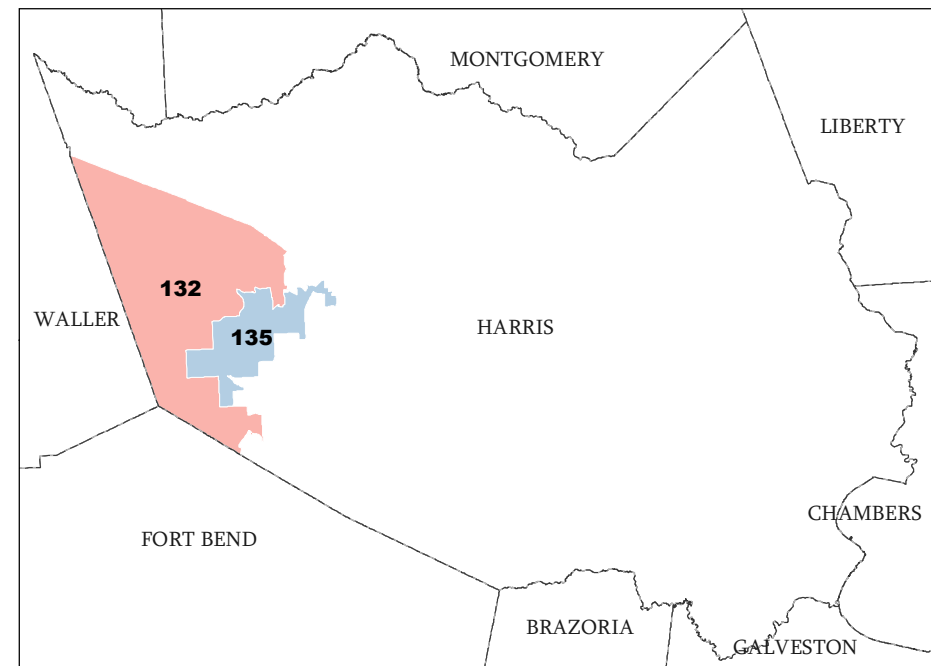 MONTGOMERY
LIBERTY
132
WALLER
HARRIS
135
CHAMBERS
FORT BEND
BRAZORIA
GALVESTON